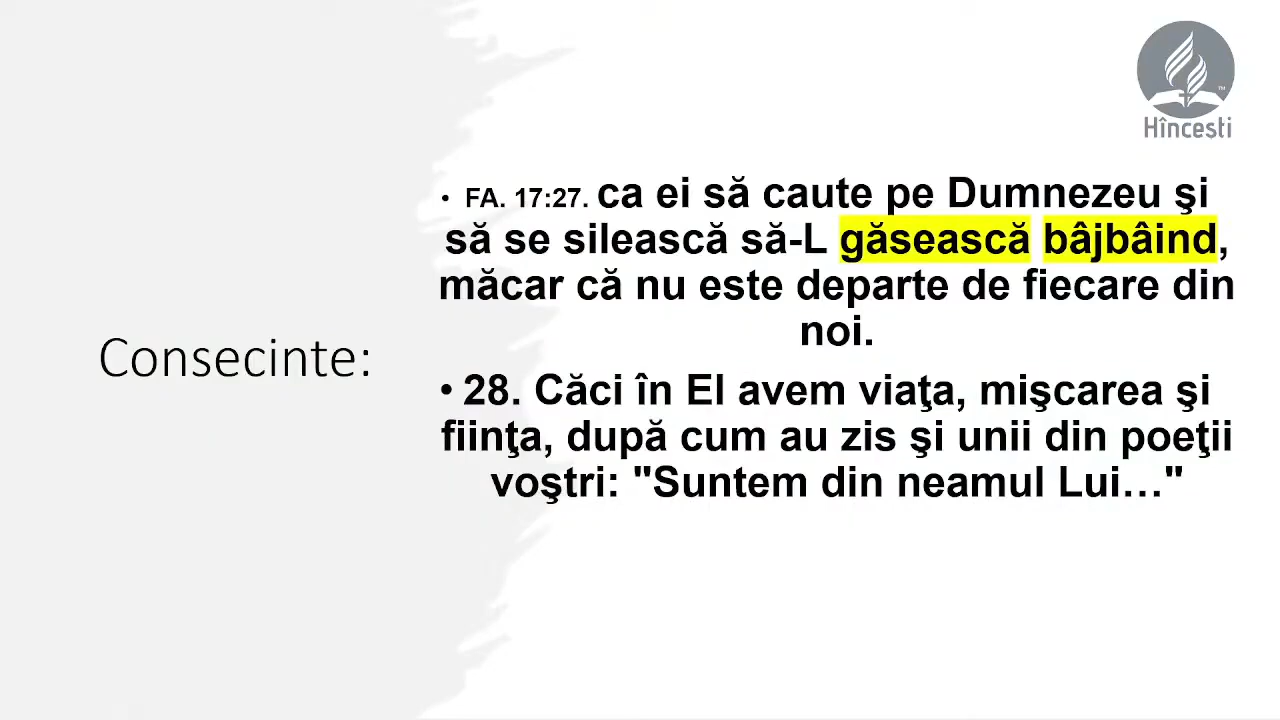 Hîncești
• FA. 17:27. ca ei să caute pe Dumnezeu şi
să se silească să-L găsească bâjbâind,
măcar că nu este departe de fiecare din
noi.
Consecinte:
• 28. Căci în El avem viaţa, mişcarea şi
fiinţa, după cum au zis şi unii din poeţii
voştri: "Suntem din neamul Lui…"